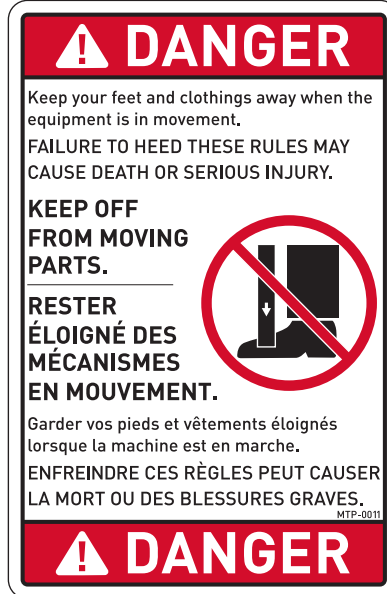 DANGER
Keep your feet and clothings away when the
equipment is in movement.
FAILURE TO HEED THESE RULES MAY
CAUSE DEATH OR SERIOUS INJURY.
KEEP OFF
FROM MOVING
PARTS.
RESTER
ÉLOIGNÉ DES
MÉCANISMES
EN MOUVEMENT.
Garder vos pieds et vêtements éloignés
lorsque la machine est en marche.
ENFREINDRE CES RÈGLES PEUT CAUSER
LA MORT OU DES BLESSURES GRAVES.
MTP-0011
DANGER